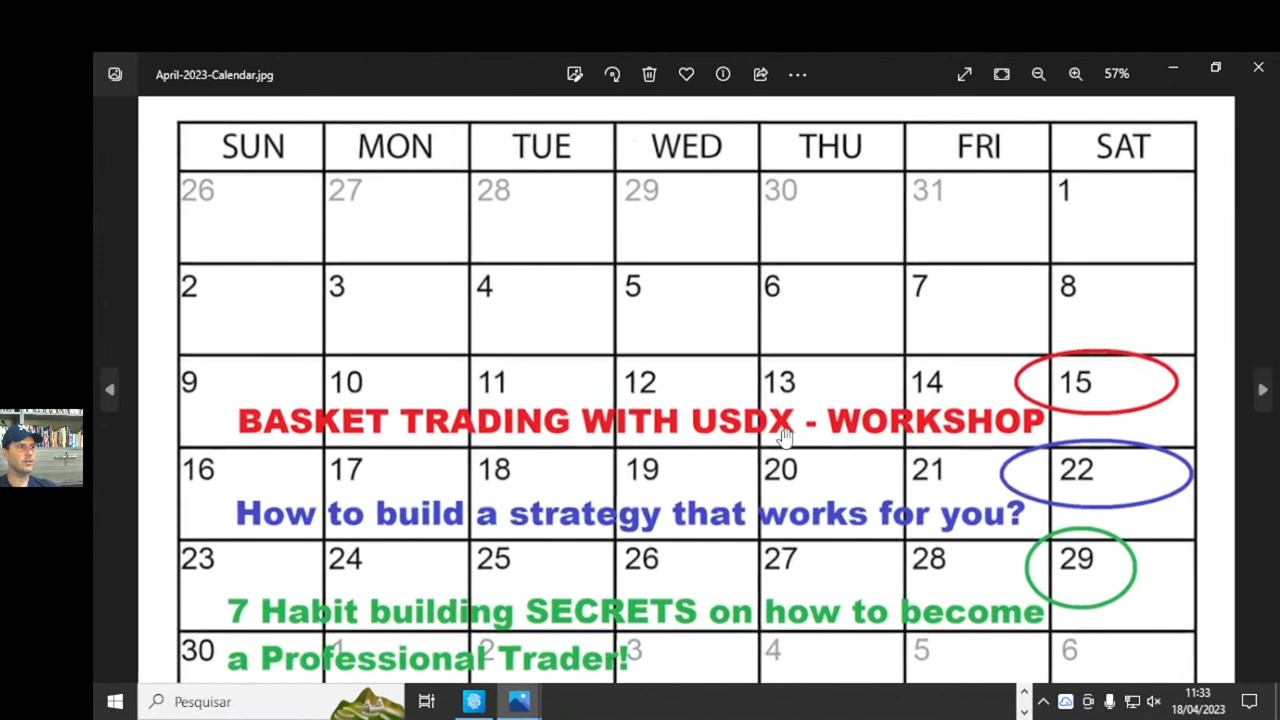 April-2023-Calendar.jpg
57%
SUN MON TUE WED THU FRI SAT
26 27 28 29 30 31 1
2 3 4 5 6 7 8
9 10 11 12 13 14 15
BASKET TRADING WITH USDX - WORKSHOP
16 17 18 19 20 21 22
How to build a strategy that works for you?
23 24 25 26 27 28 29
7 Habit building SECRETS on how to become
30 1 2 3 4 5 6
a Professional Trader!
Pesquisar
11:33
18/04/2023